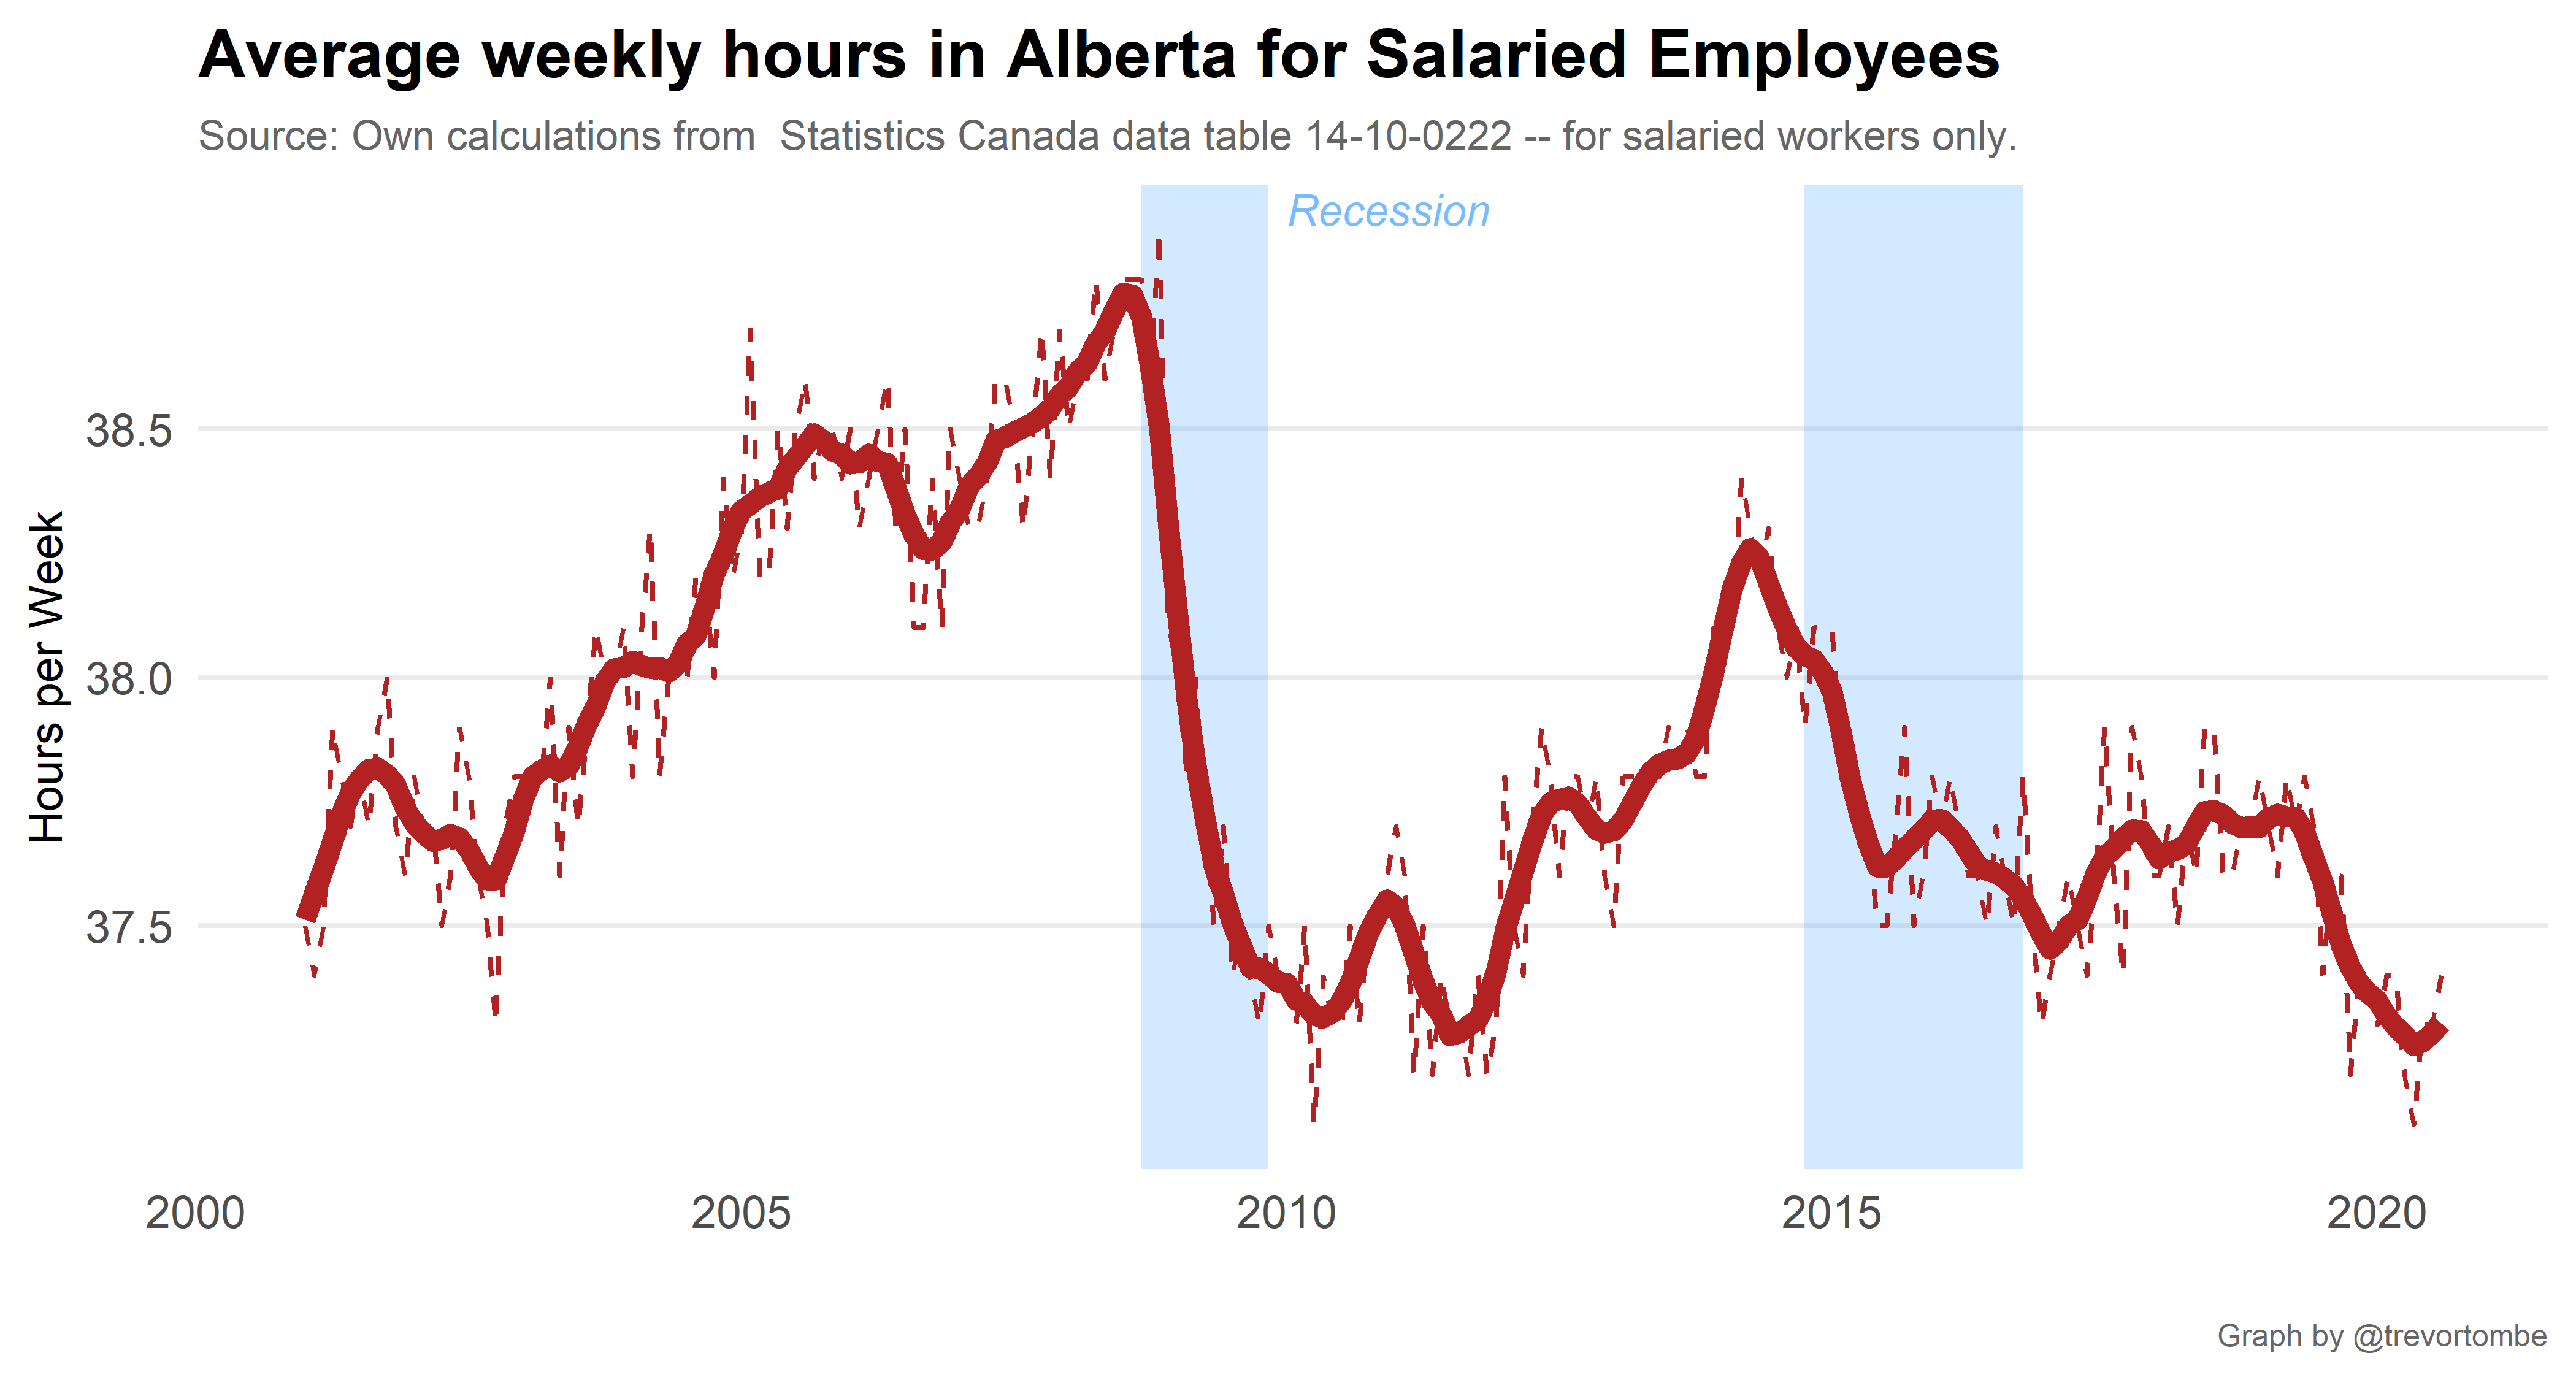 Average weekly hours in Alberta for Salaried Employees
Source: Own calculations from  Statistics Canada data table 14-10-0222 -- for salaried workers only.
Recession
Hours per Week
38.5
38.0
37.5
2000
2005
2010
2015
2020
Graph by @trevortombe